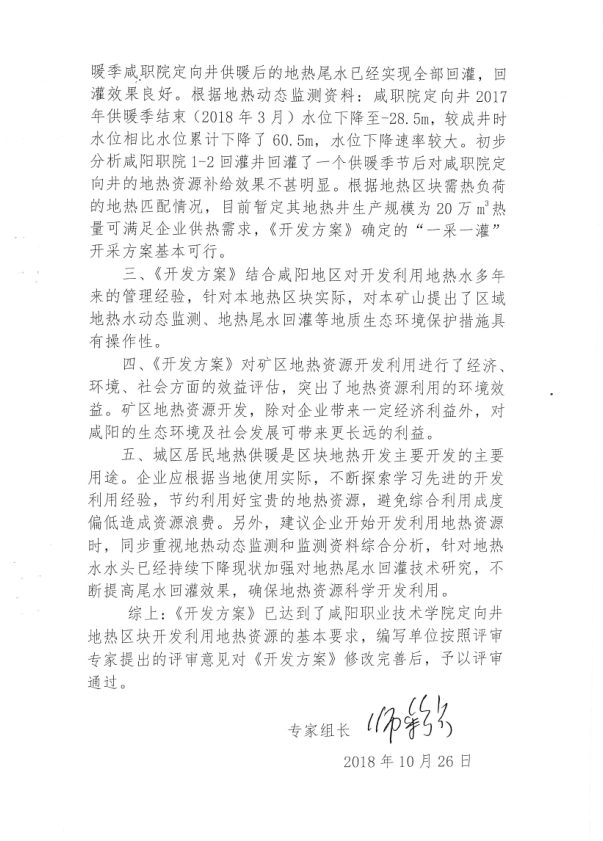 暖季咸职院定向井供暖后的地热尾水已经实现全部回灌，回
灌效果良好。根据地热动态监测资料：咸职院定向井 2017
年供暖季结束（2018 年 3 月）水位下降至-28.5m，较成井时
水位相比水位累计下降了 60.5m，水位下降速率较大。初步
分析咸阳职院 1-2 回灌井回灌了一个供暖季节后对咸职院定
向井的地热资源补给效果不甚明显。根据地热区块需热负荷
的地热匹配情况，目前暂定其地热井生产规模为 20 万 m³热
量可满足企业供热需求，《开发方案》确定的“一采一灌”
开采方案基本可行。
三、《开发方案》结合咸阳地区对开发利用地热水多年
来的管理经验，针对本地热区块实际，对本矿山提出了区域
地热水动态监测、地热尾水回灌等地质生态环境保护措施具
有操作性。
四、《开发方案》对矿区地热资源开发利用进行了经济、
环境、社会方面的效益评估，突出了地热资源利用的环境效
益。矿区地热资源开发，除对企业带来一定经济利益外，对
咸阳的生态环境及社会发展可带来更长远的利益。
五、城区居民地热供暖是区块地热开发主要开发的主要
用途。企业应根据当地使用实际，不断探索学习先进的开发
利用经验，节约利用好宝贵的地热资源，避免综合利用成度
偏低造成资源浪费。另外，建议企业开始开发利用地热资源
时，同步重视地热动态监测和监测资料综合分析，针对地热
水水头已经持续下降现状加强对地热尾水回灌技术研究，不
断提高尾水回灌效果，确保地热资源科学开发利用。
综上：《开发方案》已达到了咸阳职业技术学院定向井
地热区块开发利用地热资源的基本要求，编写单位按照评审
专家提出的评审意见对《开发方案》修改完善后，予以评审
通过。
专家组长
2018 年 10 月 26 日